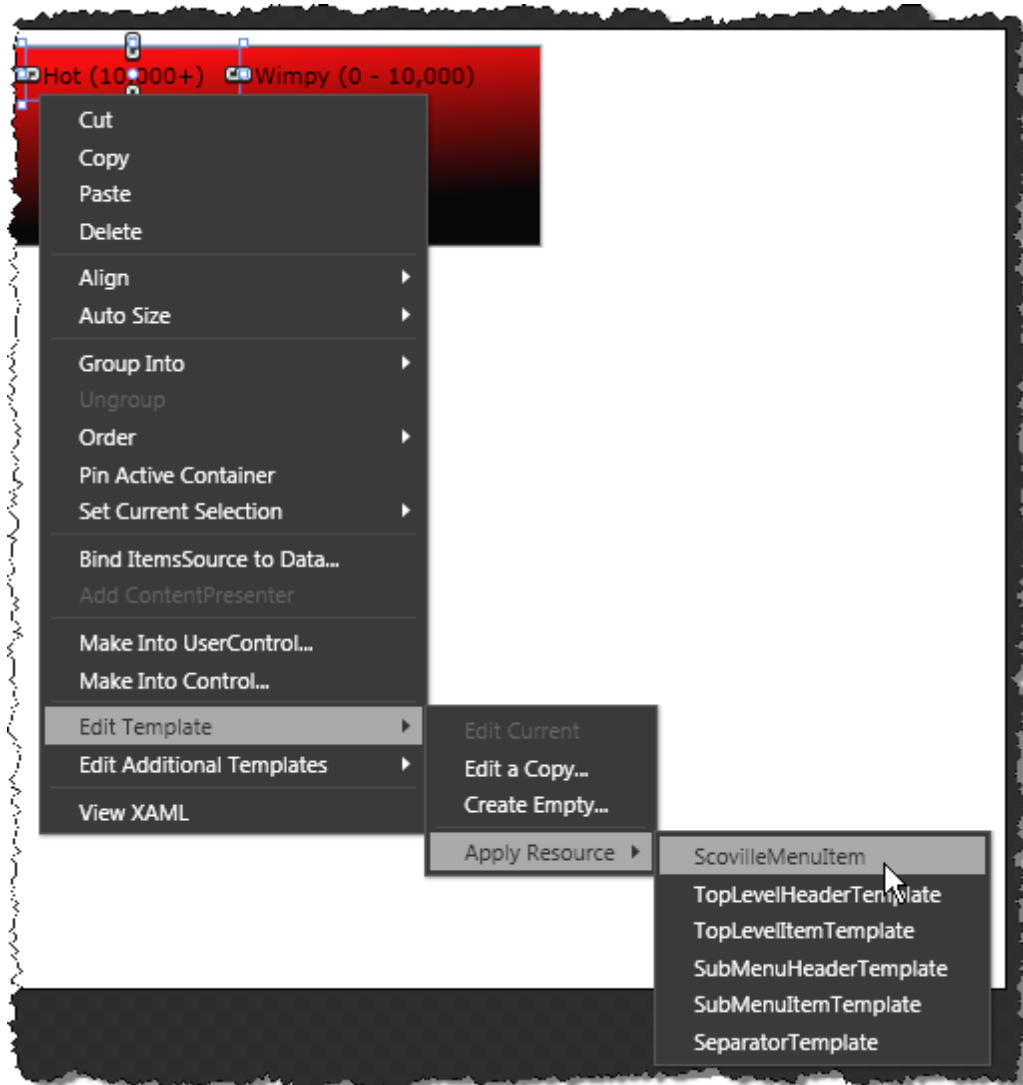 Hot (10,000+) Wimpy (0 - 10,000)
Cut
Copy
Paste
Delete
Align
Auto Size
Group Into
Ungroup
Order
Pin Active Container
Set Current Selection
Bind ItemsSource to Data...
Add ContentPresenter
Make Into UserControl...
Make Into Control...
Edit Template
Edit Additional Templates
View XAML
Edit Current
Edit a Copy...
Create Empty...
Apply Resource
ScovilleMenuItem
TopLevelHeaderTemplate
TopLevelItemTemplate
SubMenuHeaderTemplate
SubMenuItemTemplate
SeparatorTemplate